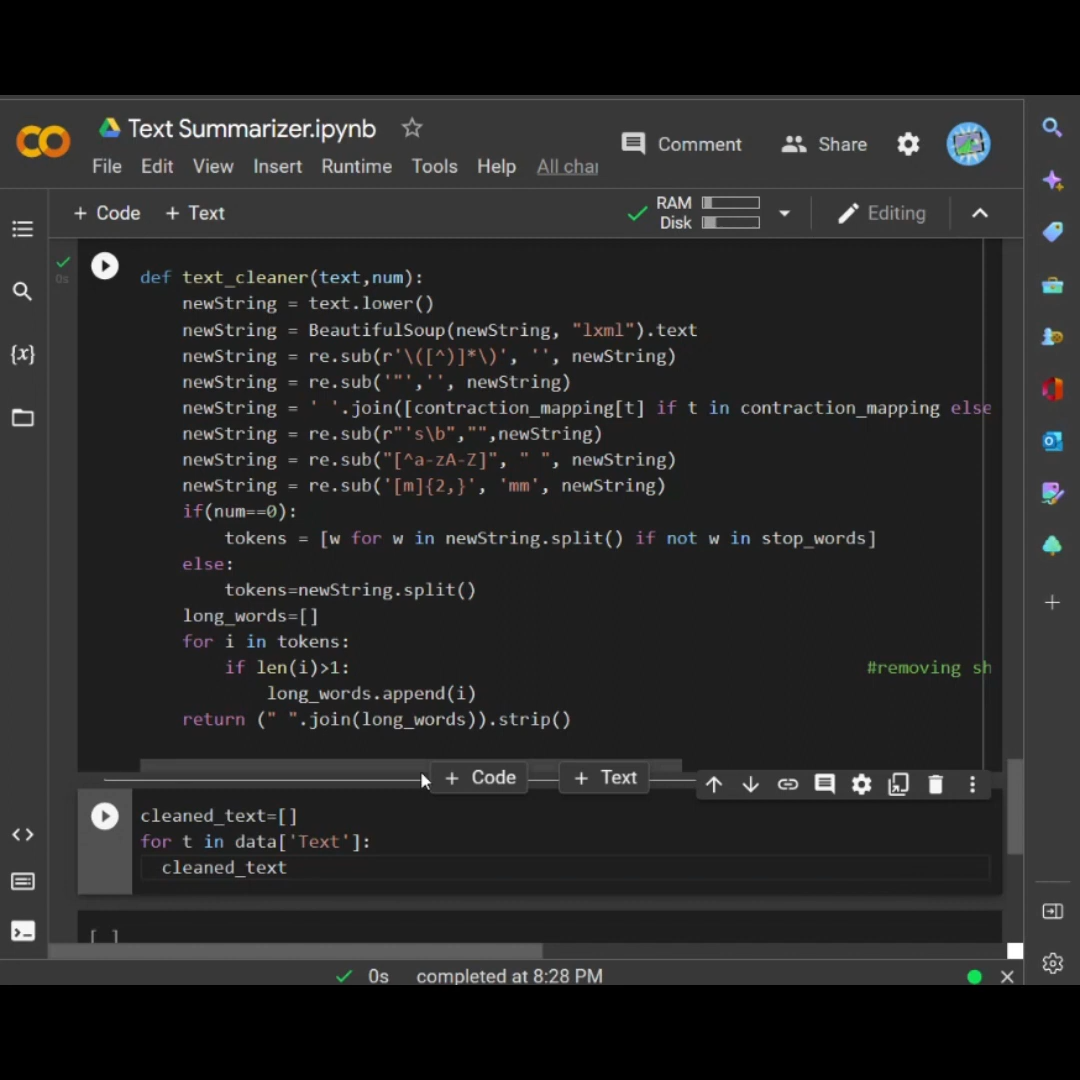 Text Summarizer.ipynb
Comment
Share
File Edit View Insert Runtime Tools Help All
+ Code + Text
RAM
Disk
Editing
0s
def text_cleaner(text,num):
newString = text.lower()
newString = BeautifulSoup(newString, "lxml").text
newString = re.sub(r'\([^)]*\)', '', newString)
newString = re.sub('"','', newString)
newString = ' '.join([contraction_mapping[t] if t in contraction_mapping else
newString = re.sub(r"'s\b","",newString)
newString = re.sub("[^a-zA-Z]", " ", newString)
newString = re.sub('[m]{2,}', 'mm', newString)
if(num==0):
tokens = [w for w in newString.split() if not w in stop_words]
else:
tokens=newString.split()
long_words=[]
for i in tokens:
if len(i)>1: #removing
long_words.append(i)
return (" ".join(long_words)).strip()
+ Code + Text
cleaned_text=[]
for t in data['Text']:
cleaned_text
[ ]
0s completed at 8:28 PM